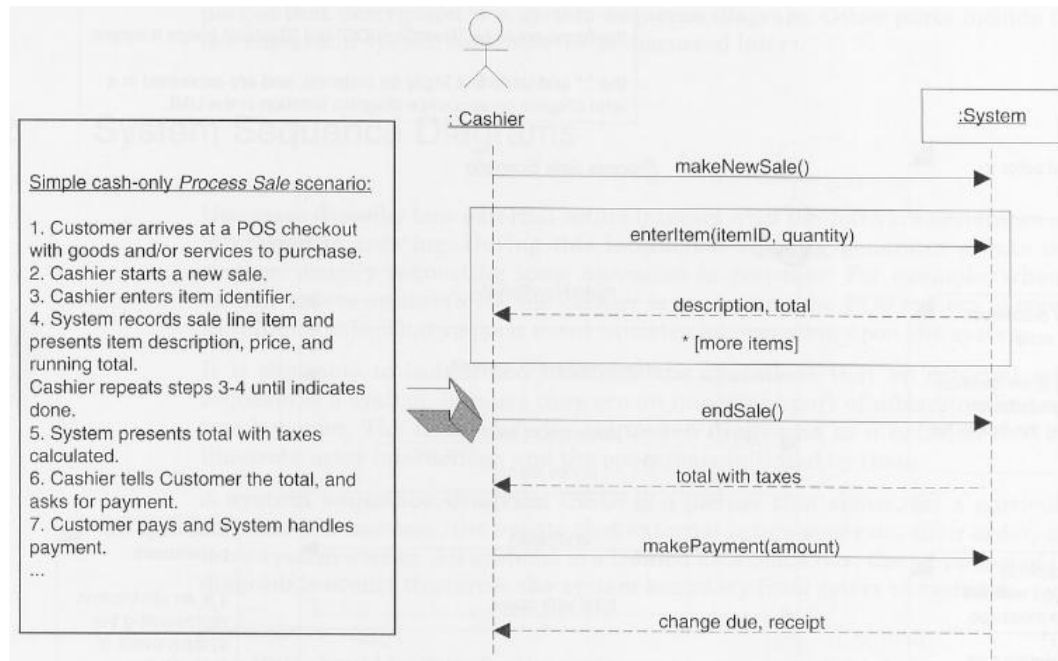 : Cashier
:System
makeNewSale()
enterItem(itemID, quantity)
description, total
* [more items]
endSale()
total with taxes
makePayment(amount)
change due, receipt
Simple cash-only Process Sale scenario:
1. Customer arrives at a POS checkout
with goods and/or services to purchase.
2. Cashier starts a new sale.
3. Cashier enters item identifier.
4. System records sale line item and
presents item description, price, and
running total.
Cashier repeats steps 3-4 until indicates
done.
5. System presents total with taxes
calculated.
6. Cashier tells Customer the total, and
asks for payment.
7. Customer pays and System handles
payment.
...